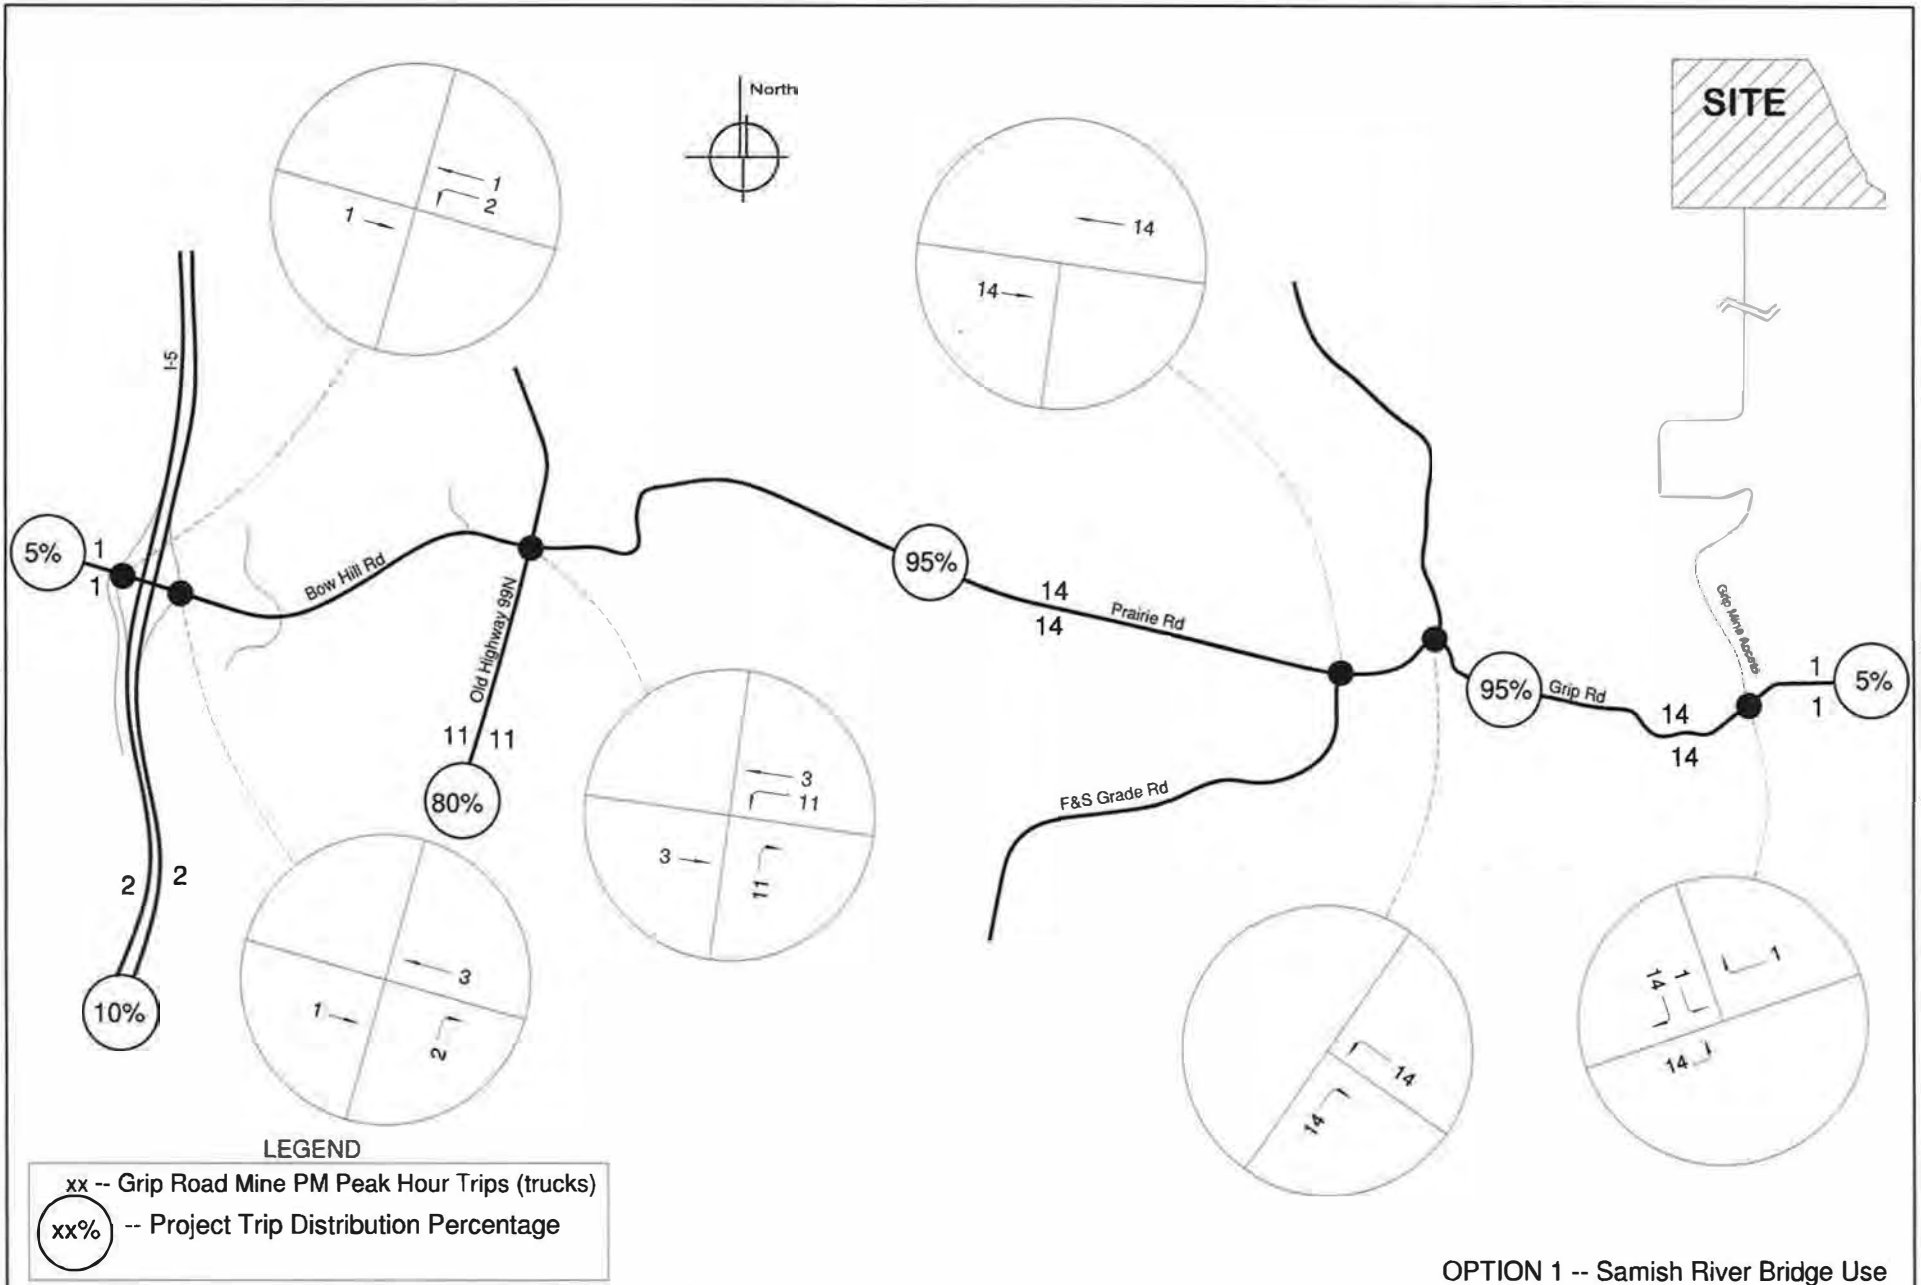 North
SITE
1
2
1
14
14
I-5
5%
1
1
Bow Hill Rd
Old Highway 99N
95%
14
14
Prairie Rd
95%
Grip Rd
14
14
Grip Mine Access
1
1
5%
11
11
80%
F&S Grade Rd
3
11
3
11
2
2
10%
3
1
2
14
14
1
14
1
14
LEGEND
xx -- Grip Road Mine PM Peak Hour Trips (trucks)
xx% -- Project Trip Distribution Percentage
OPTION 1 -- Samish River Bridge Use